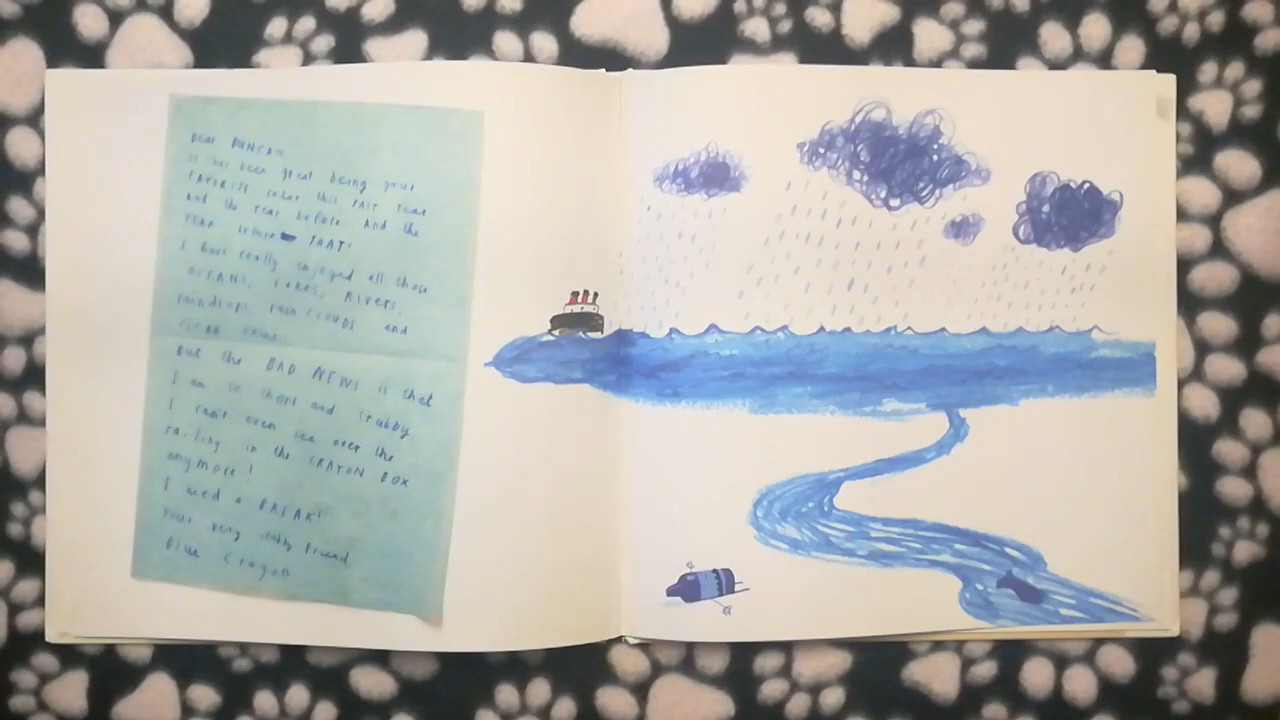 Dear DUNCAN
It has been great being your
FAVORITE color this PAST Year
and the Year before. And the
YEAR before THAT!
I have really enjoyed all those
OCEANS, LAKES, RIVERS,
raindrops, rain CLOUDS and
CLEAR SKIES.
But the BAD NEWS is that
I am so short and stubby
I can't even see over the
railing in the CRAYON BOX
anymore!
I need a BREAK!
Your very stubby friend
Blue Crayon